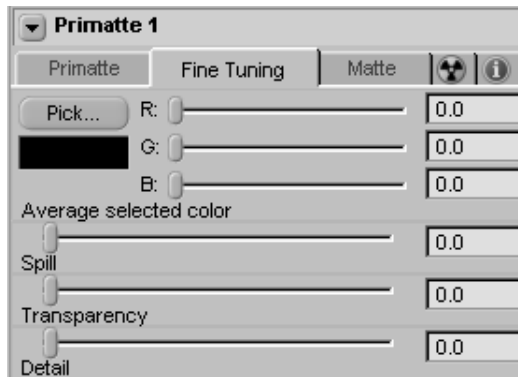 Primatte 1
Primatte Fine Tuning Matte
Pick... R: 0.0
G: 0.0
B: 0.0
Average selected color
0.0
Spill
0.0
Transparency
0.0
Detail